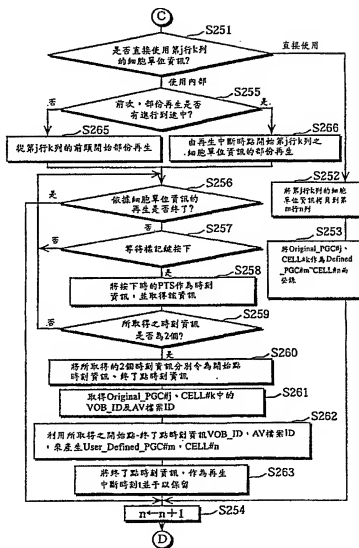 C
S251
是否直接使用第j行k列
的細胞單位資訊?
直接使用
使用內部
S255
前次,部份再生是否
有進行到途中?
否
是
S265
從第j行k列的前頭開始部份再生
S266
由再生中斷時點開始第j行k列之
細胞單位資訊的部份再生
S252
將第j行k列的細胞
單位資訊拷貝到第
m行n列
S256
依據細胞單位資訊的
再生是否終了?
否
S257
等待標記鍵按下
否
是
S253
將Original_PGC#j、
CELL#k作為Defined
_PGC#m~CELL#n而
登錄
S258
將按下時的PTS作為時刻
資訊,並取得該資訊
S259
所取得之時刻資訊
是否為2個?
否
是
S260
將所取得的2個時刻資訊分別令為開始點
時刻資訊、終了點時刻資訊
S261
取得Original_PGC#j、CELL#k中的
VOB_ID及AV檔案ID
S262
利用所取得之開始點-終了點時刻資訊VOB_ID、AV檔案ID
,來產生User_Defined_PGC#m,CELL#n
S263
將終了點時刻資訊,作為再生
中斷時刻t並予以保留
S254
n←n+1
D